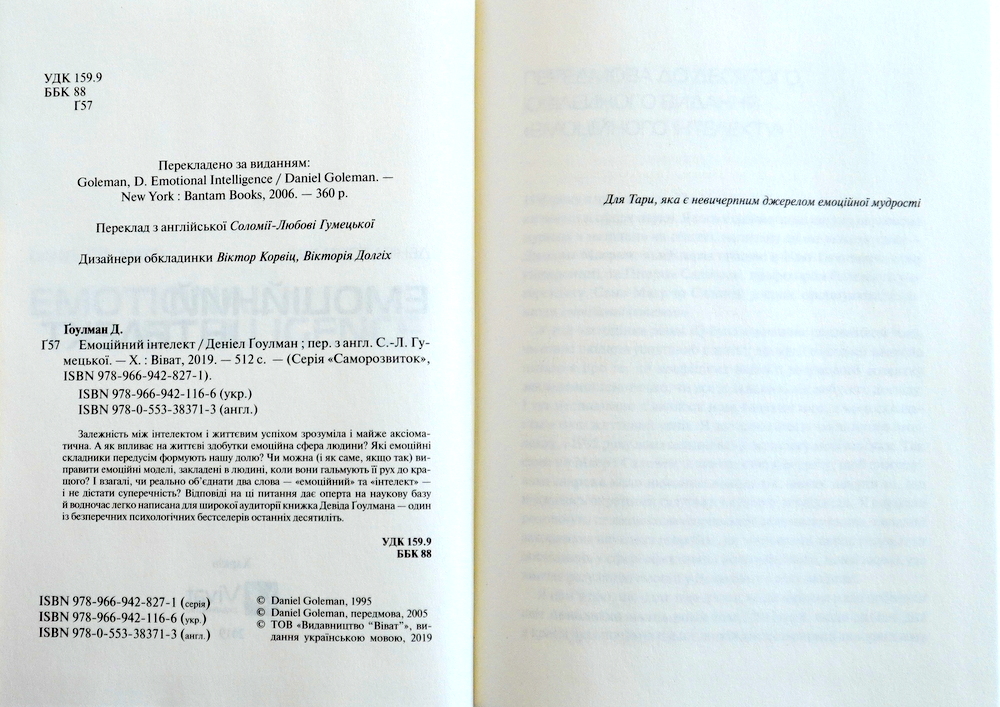 УДК 159.9
ББК 88
Ґ57
Перекладено за виданням:
Goleman, D. Emotional Intelligence / Daniel Goleman. —
New York : Bantam Books, 2006. — 360 p.
Переклад з англійської Соломії-Любові Гумецької
Дизайнери обкладинки Віктор Корвіц, Вікторія Долгіх
Ґоулман Д.
Ґ57 Емоційний інтелект / Деніел Ґоулман ; пер. з англ. С.-Л. Гу-
мецької. — Х. : Віват, 2019. — 512 с. — (Серія «Саморозвиток»,
ISBN 978-966-942-827-1).
ISBN 978-966-942-116-6 (укр.)
ISBN 978-0-553-38371-3 (англ.)
Залежність між інтелектом і життєвим успіхом зрозуміла і майже аксіома-
тична. А як впливає на життєві здобутки емоційна сфера людини? Які емоційні
складники передусім формують нашу долю? Чи можна (і як саме, якщо так) ви-
правити емоційні моделі, закладені в людині, коли вони гальмують її рух до кра-
щого? І взагалі, чи реально об’єднати два слова — «емоційний» та «інтелект» —
і не дістати суперечність? Відповіді на ці питання дає оперта на наукову базу
й водночас легко написана для широкої аудиторії книжка Девіда Ґоулмана — один
із безперечних психологічних бестселерів останніх десятиліть.
УДК 159.9
ББК 88
ISBN 978-966-942-827-1 (серія)
ISBN 978-966-942-116-6 (укр.)
ISBN 978-0-553-38371-3 (англ.)
© Daniel Goleman, 1995
© Daniel Goleman, передмова, 2005
© ТОВ «Видавництво “Віват”», ви-
дання українською мовою, 2019
Для Тари, яка є невичерпним джерелом емоційної мудрості